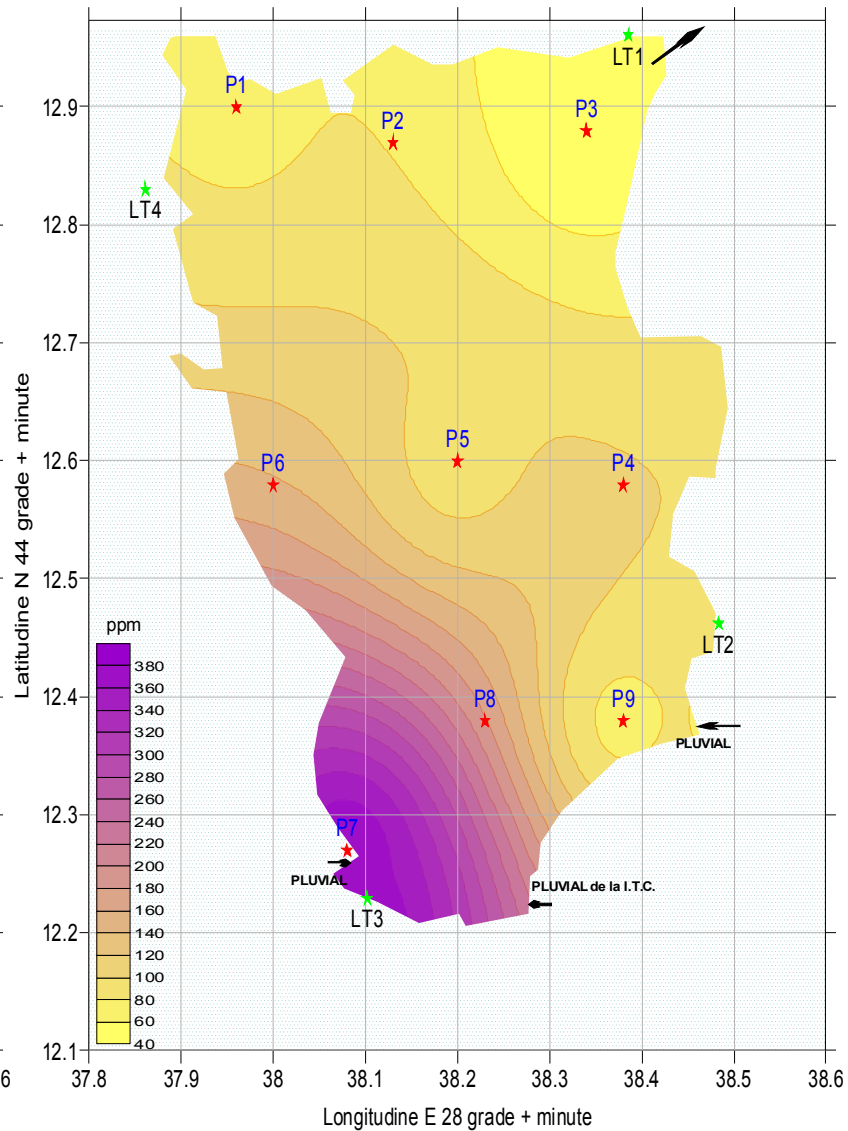 LT1
P1
P3
P2
12.9
LT4
12.8
12.7
P5
P6
P4
12.6
12.5
Latitudine N 44 grade + minute
ppm
LT2
380
360
340
320
300
280
260
240
220
200
180
160
140
120
100
80
60
40
12.4
P8
P9
PLUVIAL
12.3
P7
PLUVIAL
PLUVIAL de la I.T.C.
LT3
12.2
12.1
6
37.8
37.9
38
38.1
38.2
38.3
38.4
38.5
38.6
Longitudine E 28 grade + minute